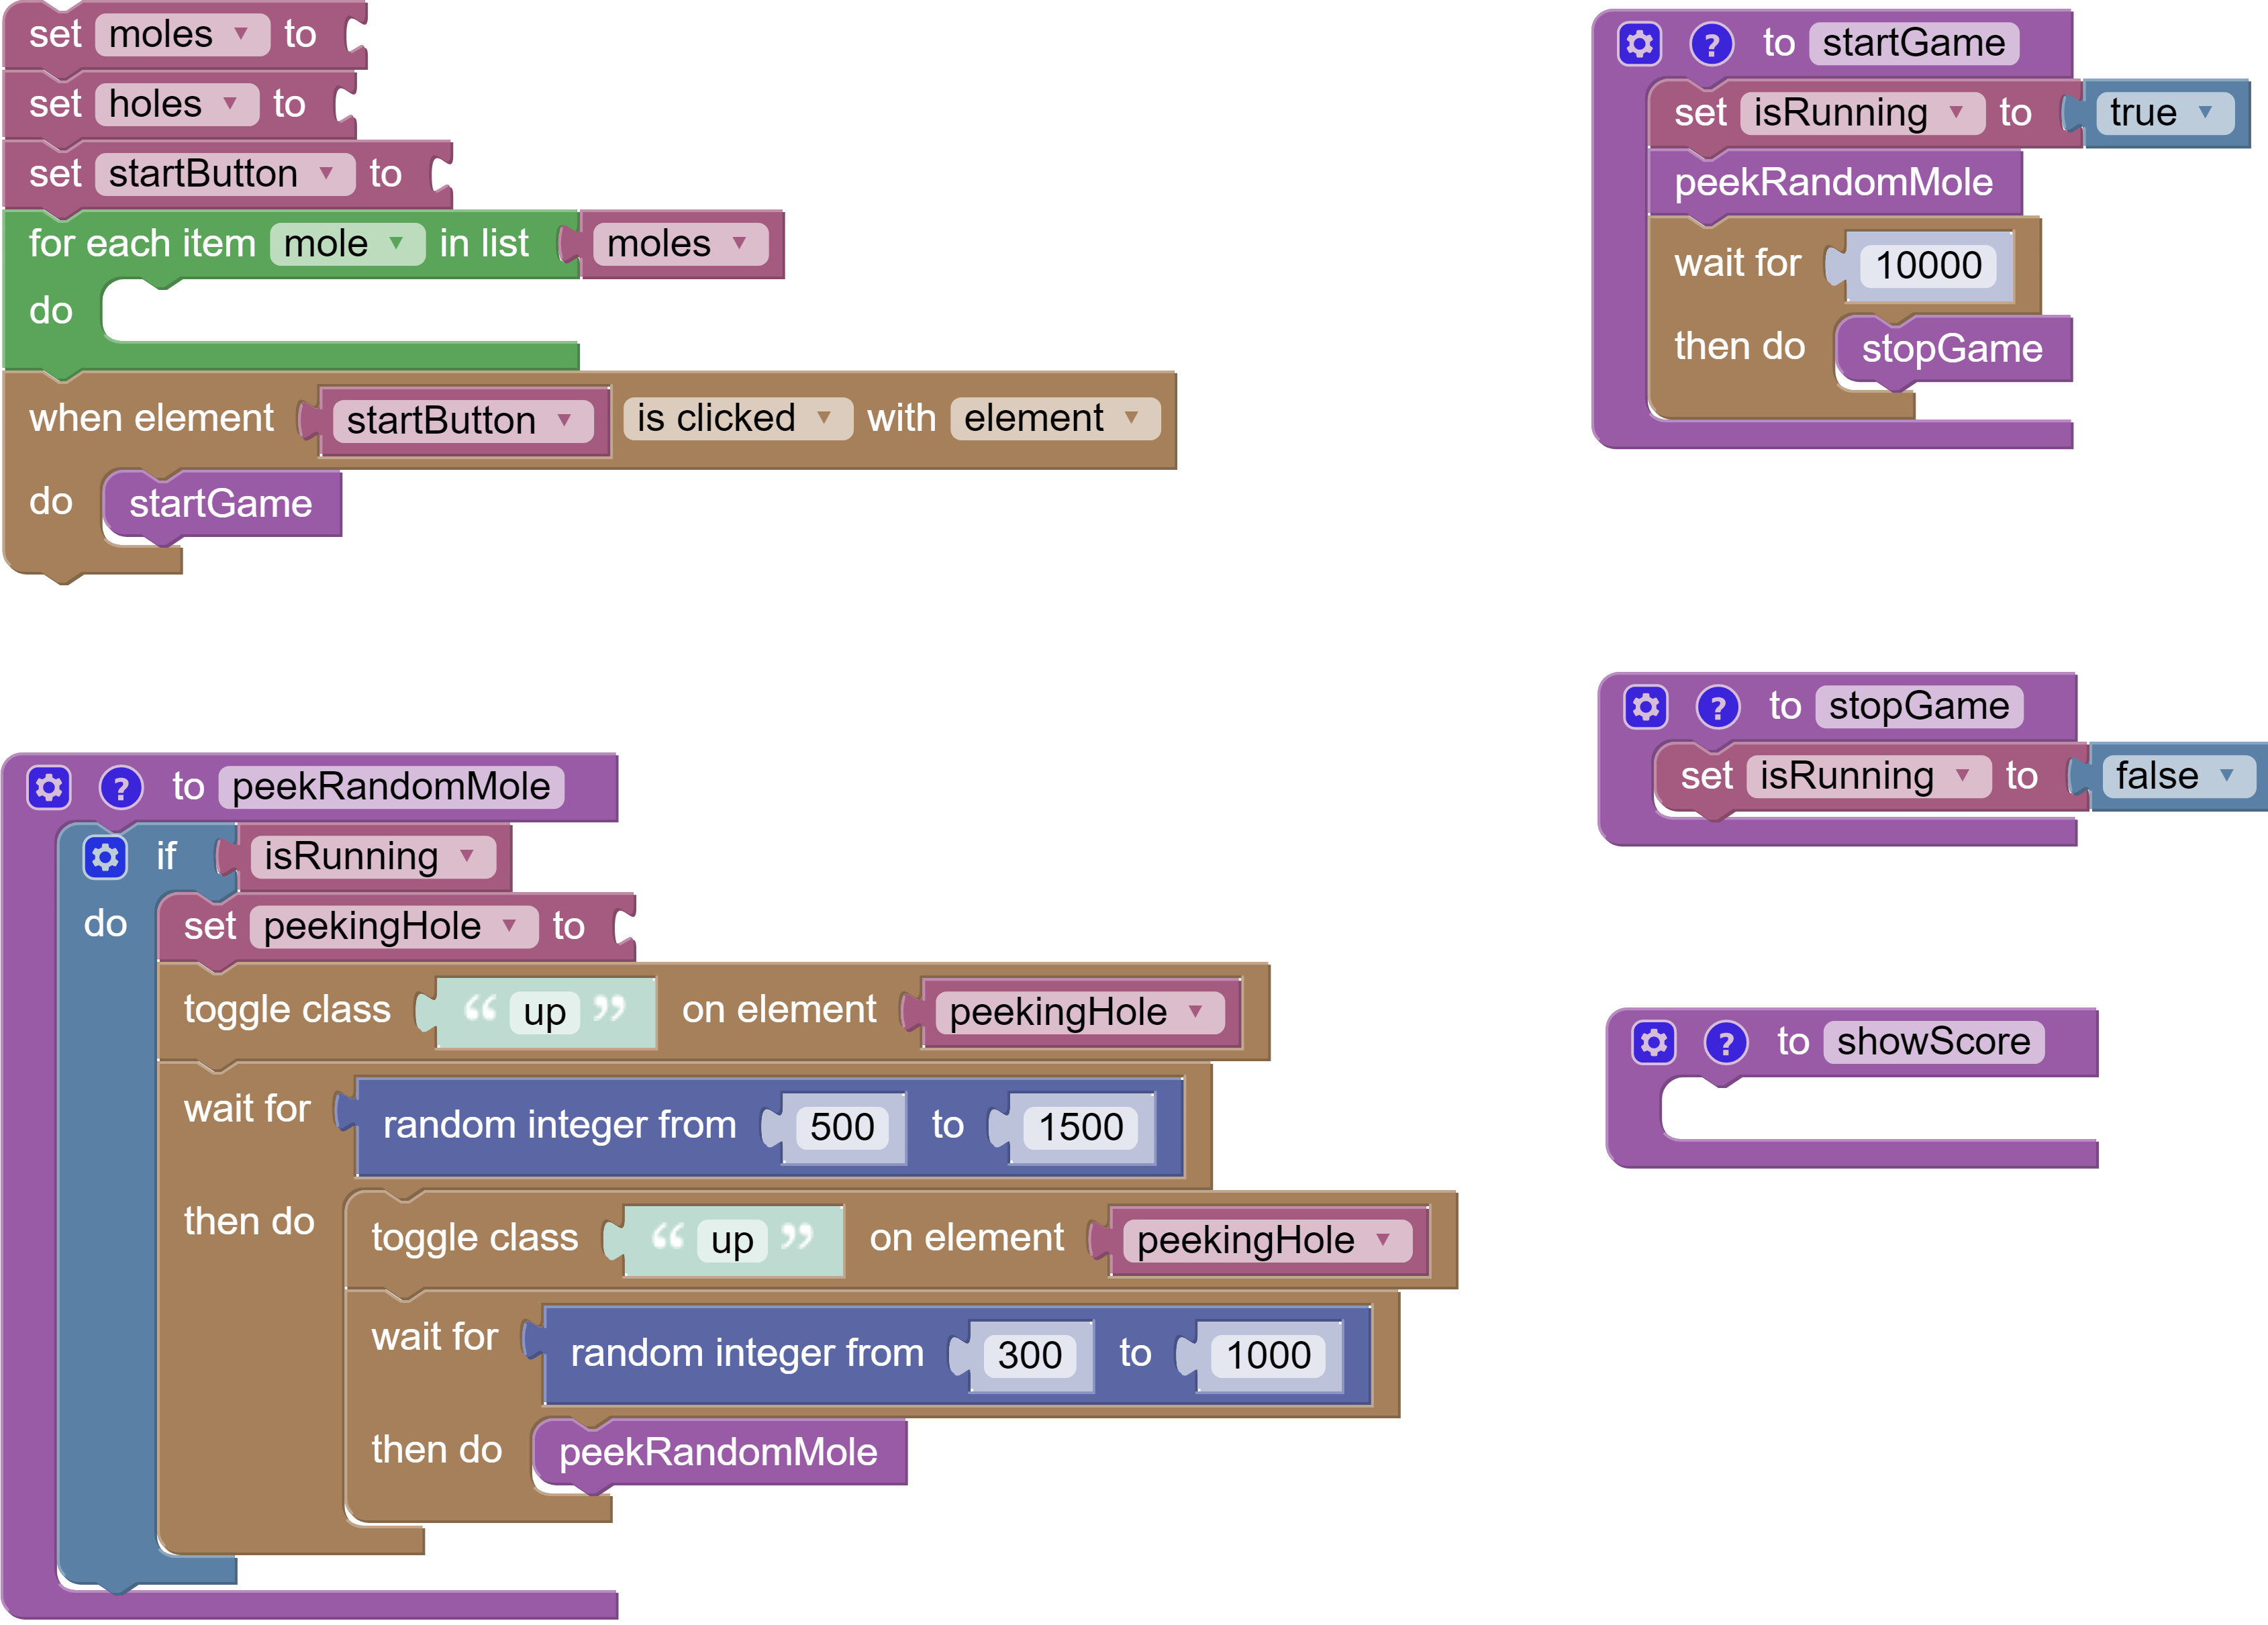 set moles to
set holes to
set startButton to
for each item mole in list moles
do
when element startButton is clicked with element
do startGame
? to startGame
set isRunning to true
peekRandomMole
wait for 10000
then do stopGame
? to stopGame
set isRunning to false
? to showScore
? to peekRandomMole
if isRunning
do set peekingHole to
toggle class “ up ” on element peekingHole
wait for random integer from 500 to 1500
then do toggle class “ up ” on element peekingHole
wait for random integer from 300 to 1000
then do peekRandomMole